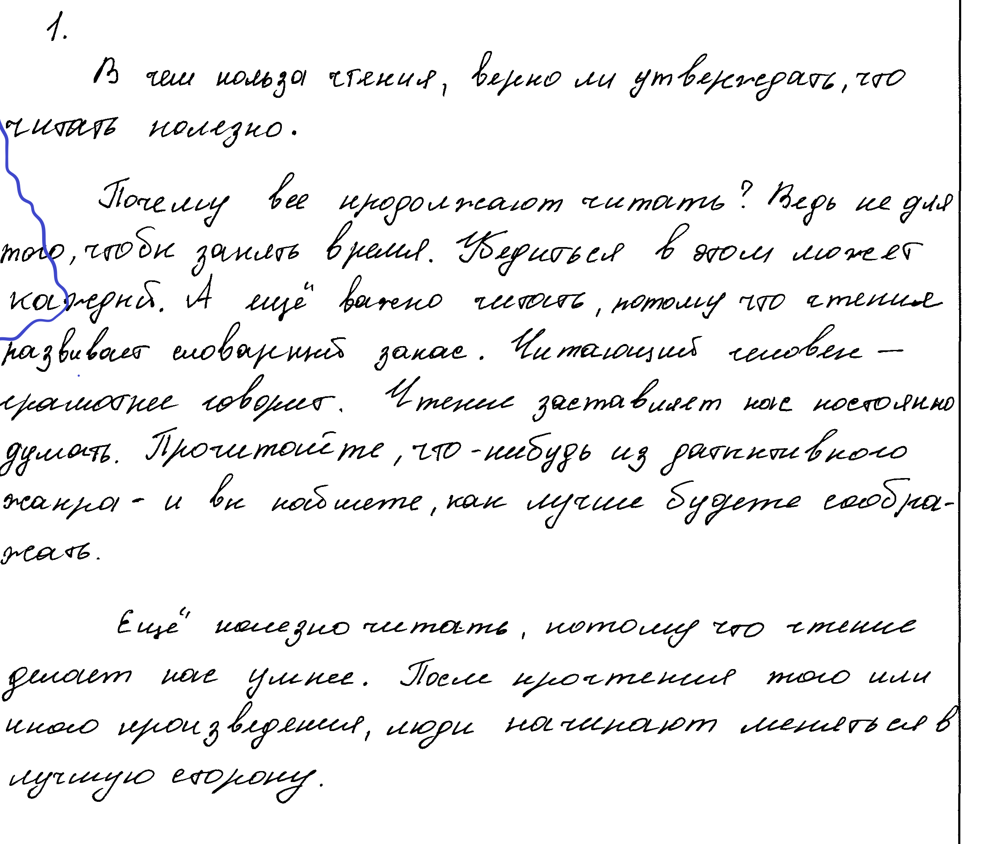 1.
В чем польза чтения, верно ли утверждать, что
читать полезно.
Почему все продолжают читать? Ведь не для
того, чтобы занять время. Убедиться в этом может
каждый. А ещё важно читать, потому что чтения
развивает словарный запас. Читающий человек –
грамотнее говорит. Чтение заставляет нас постоянно
думать. Прочитайте, что-нибудь из датективного
жанра - и вы поймете, как лучше будете сообра-
жать.
Ещё полезно читать, потому что чтение
делает нас умнее. После прочтения того или
иного произведения, люди начинают меняться в
лучшую сторону.